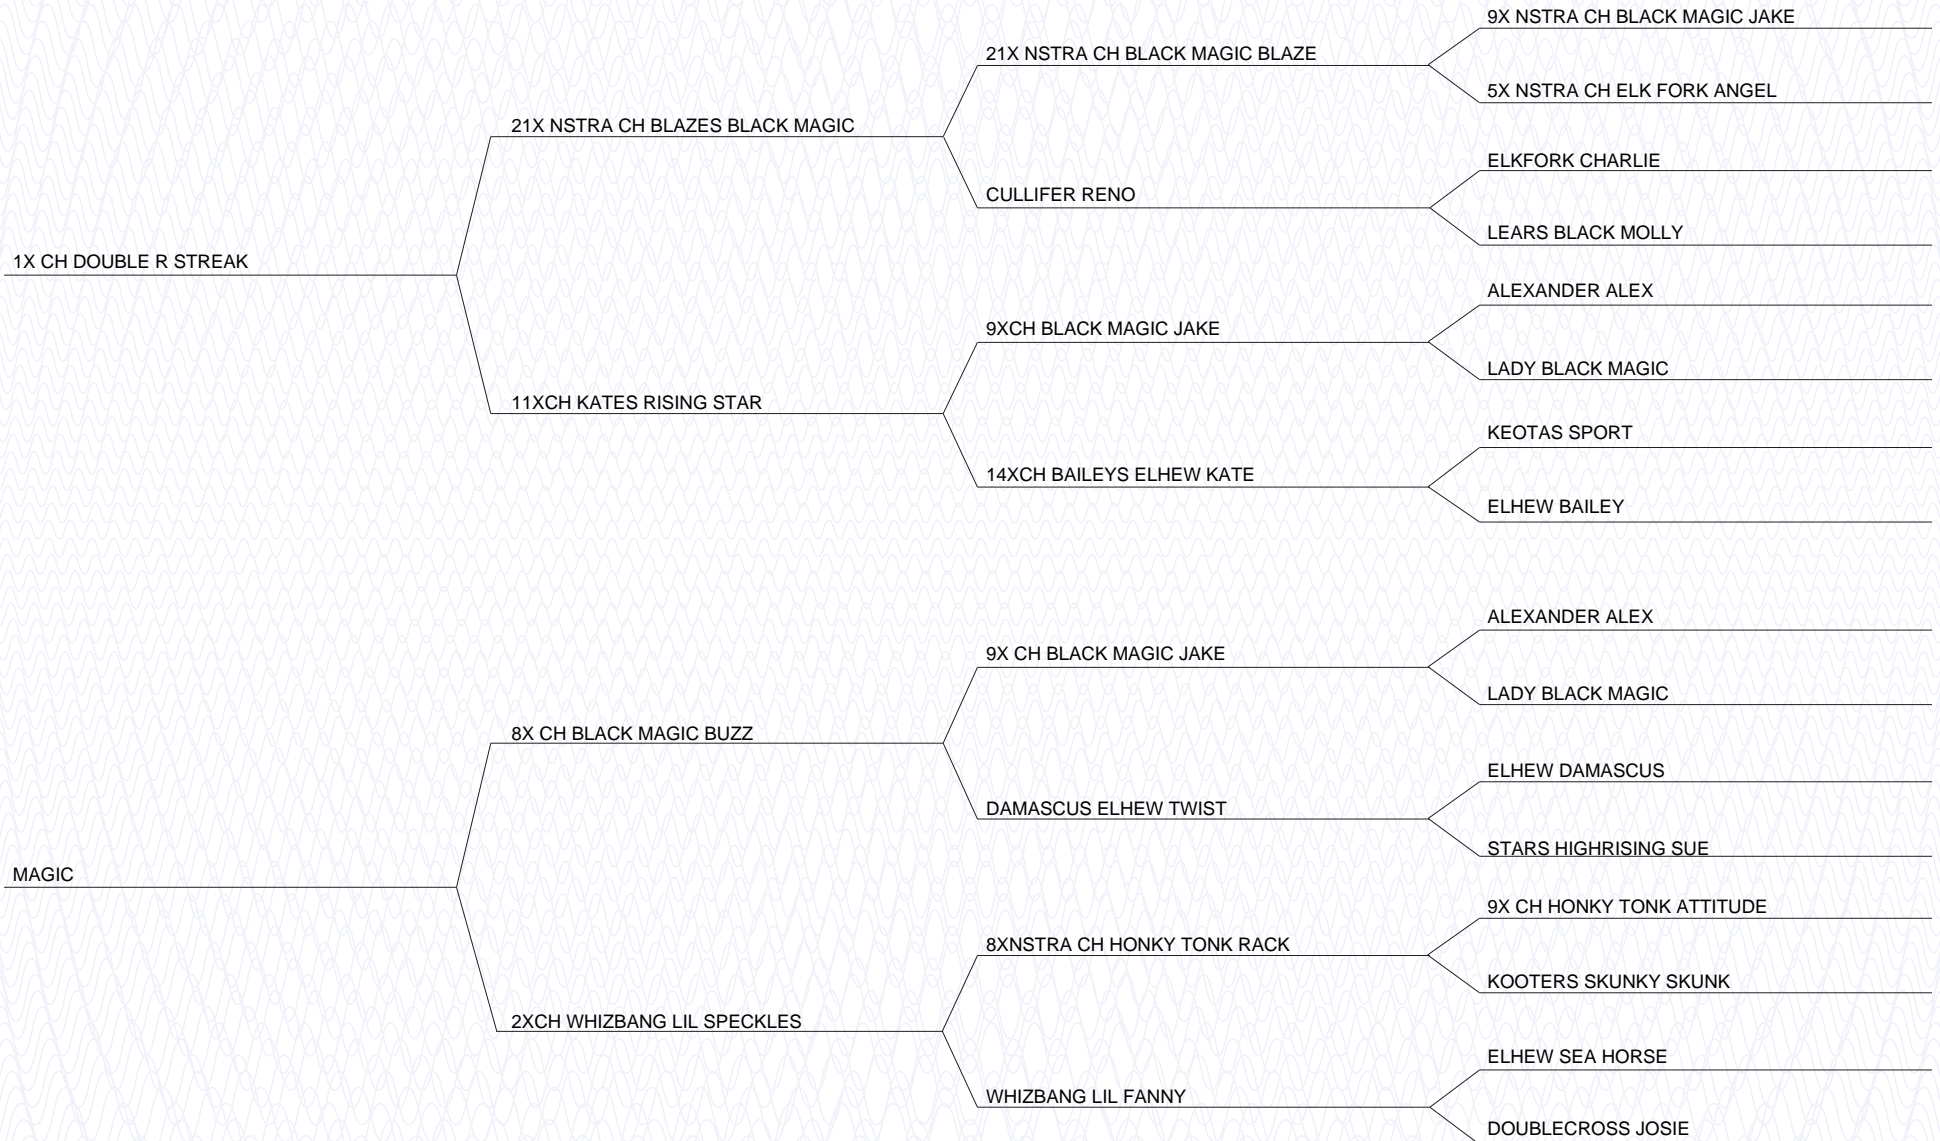 9X NSTRA CH BLACK MAGIC JAKE
21X NSTRA CH BLACK MAGIC BLAZE
5X NSTRA CH ELK FORK ANGEL
21X NSTRA CH BLAZES BLACK MAGIC
ELKFORK CHARLIE
CULLIFER RENO
LEARS BLACK MOLLY
1X CH DOUBLE R STREAK
ALEXANDER ALEX
9XCH BLACK MAGIC JAKE
LADY BLACK MAGIC
11XCH KATES RISING STAR
KEOTAS SPORT
14XCH BAILEYS ELHEW KATE
ELHEW BAILEY
ALEXANDER ALEX
9X CH BLACK MAGIC JAKE
LADY BLACK MAGIC
8X CH BLACK MAGIC BUZZ
ELHEW DAMASCUS
DAMASCUS ELHEW TWIST
STARS HIGHRISING SUE
MAGIC
9X CH HONKY TONK ATTITUDE
8XNSTRA CH HONKY TONK RACK
KOOTERS SKUNKY SKUNK
2XCH WHIZBANG LIL SPECKLES
ELHEW SEA HORSE
WHIZBANG LIL FANNY
DOUBLECROSS JOSIE